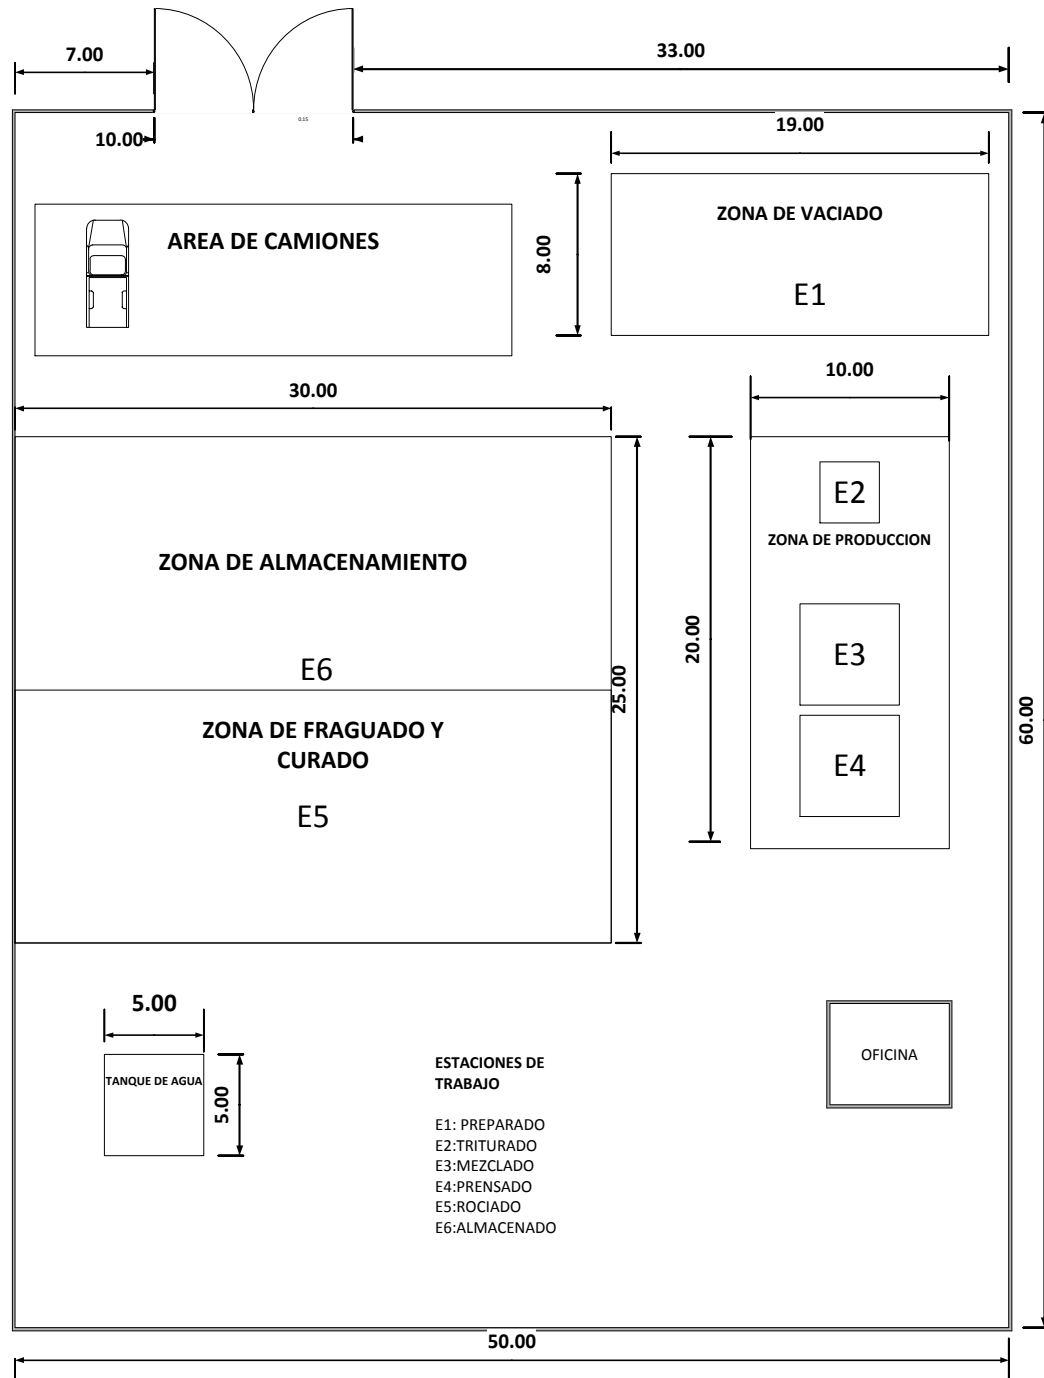 7.00
33.00
0.15
10.00
19.00
AREA DE CAMIONES
ZONA DE VACIADO
8.00
E1
10.00
30.00
E2
ZONA DE PRODUCCION
ZONA DE ALMACENAMIENTO
20.00
E3
E6
25.00
60.00
ZONA DE FRAGUADO Y
CURADO
E4
E5
5.00
TANQUE DE AGUA
5.00
ESTACIONES DE
TRABAJO
E1: PREPARADO
E2:TRITURADO
E3:MEZCLADO
E4:PRENSADO
E5:ROCIADO
E6:ALMACENADO
OFICINA
50.00